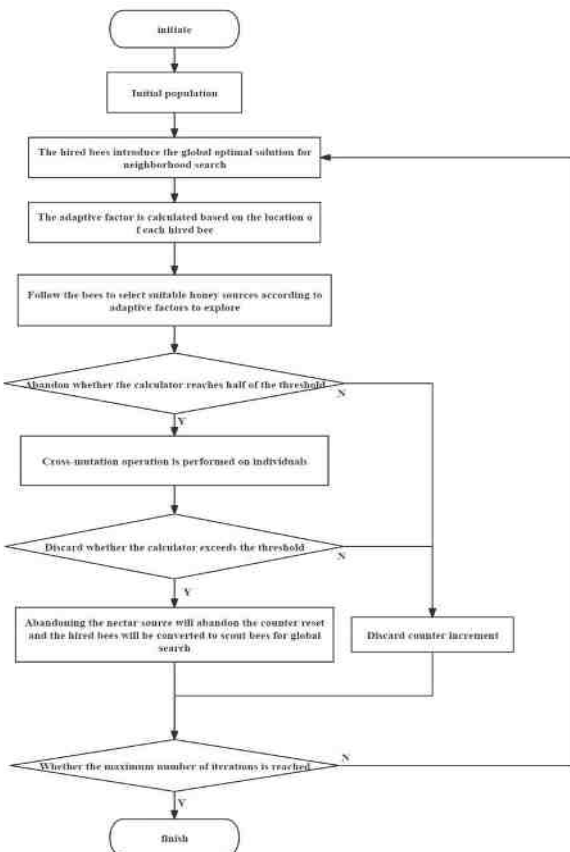 initiate
Initial population
The hired bees introduce the global optimal solution for
neighborhood search
The adaptive factor is calculated based on the location o
f each hired bee
Follow the bees to select suitable honey sources according to
adaptive factors to explore
Abandon whether the calculator reaches half of the threshold
N
Y
Cross-mutation operation is performed on individuals
Discard whether the calculator exceeds the threshold
N
Y
Abandoning the nectar source will abandon the counter reset
and the hired bees will be converted to scout bees for global
search
Discard counter increment
Whether the maximum number of iterations is reached
N
Y
finish